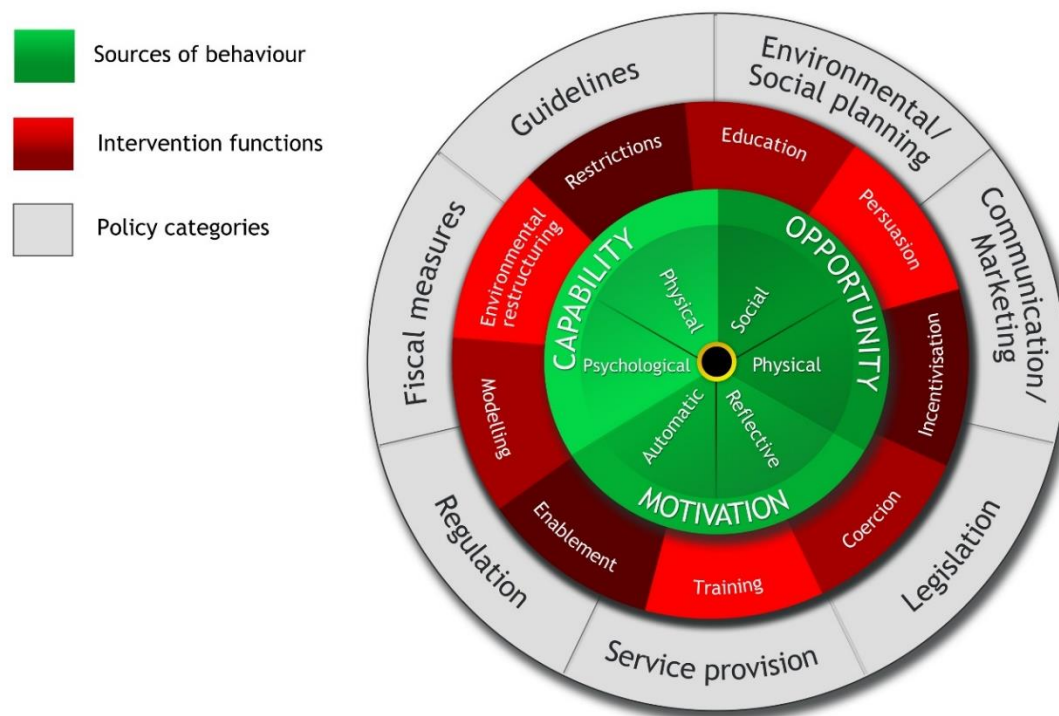 Sources of behaviour
Intervention functions
Policy categories
Guidelines
Environmental/
Social planning
Communication/
Marketing
Legislation
Service provision
Regulation
Fiscal measures
Restrictions
Education
Persuasion
Incentivisation
Coercion
Training
Enablement
Modelling
Environmental
restructuring
CAPABILITY
OPPORTUNITY
MOTIVATION
Physical
Social
Psychological
Physical
Automatic
Reflective